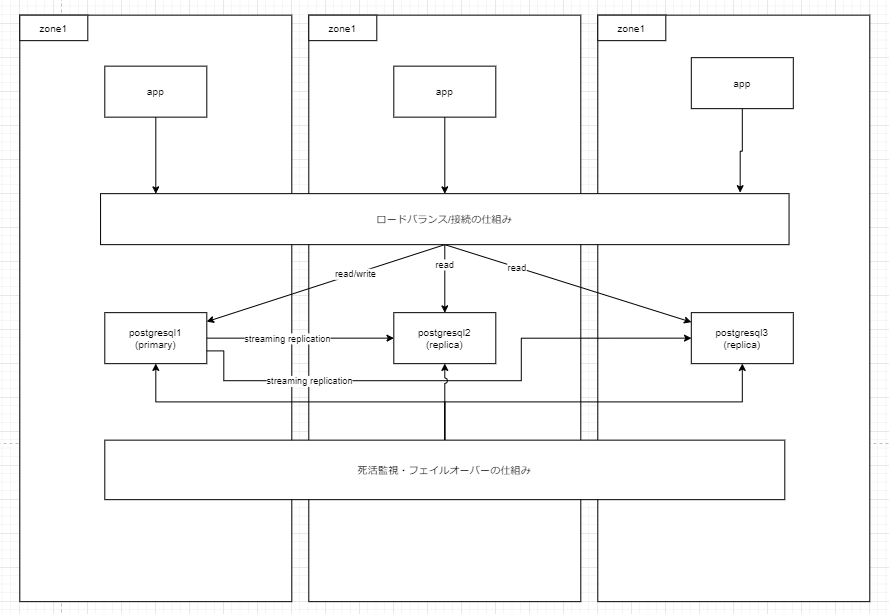 zone1
zone1
zone1
app
app
app
ロードバランス/接続の仕組み
read/write
read
read
postgresql1
(primary)
streaming replication
postgresql2
(replica)
postgresql3
(replica)
streaming replication
死活監視・フェイルオーバーの仕組み